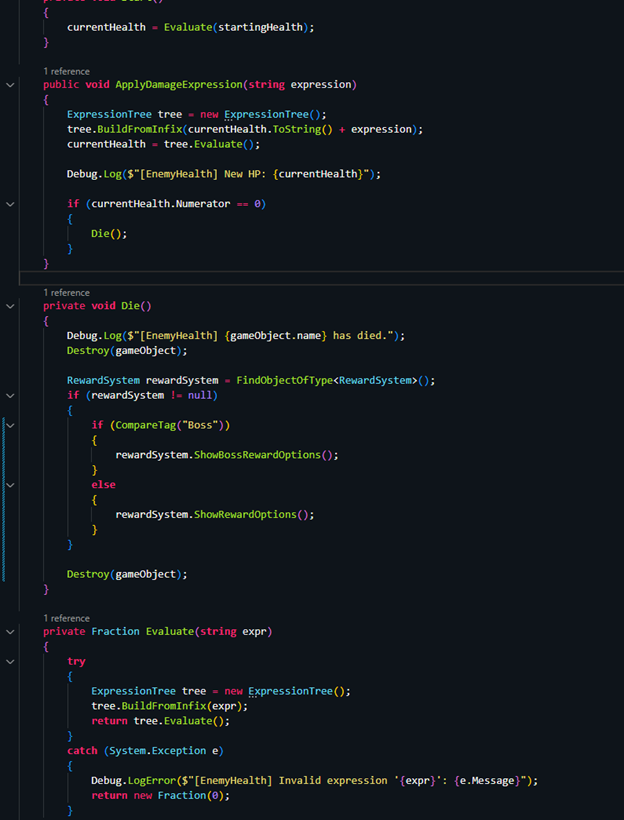 {
currentHealth = Evaluate(startingHealth);
}
1 reference
public void ApplyDamageExpression(string expression)
{
ExpressionTree tree = new ExpressionTree();
tree.BuildFromInfix(currentHealth.ToString() + expression);
currentHealth = tree.Evaluate();
Debug.Log($"[EnemyHealth] New HP: {currentHealth}");
if (currentHealth.Numerator == 0)
{
Die();
}
}
1 reference
private void Die()
{
Debug.Log($"[EnemyHealth] {gameObject.name} has died.");
Destroy(gameObject);
RewardSystem rewardSystem = FindObjectOfType<RewardSystem>();
if (rewardSystem != null)
{
if (CompareTag("Boss"))
{
rewardSystem.ShowBossRewardOptions();
}
else
{
rewardSystem.ShowRewardOptions();
}
}
Destroy(gameObject);
}
1 reference
private Fraction Evaluate(string expr)
{
try
{
ExpressionTree tree = new ExpressionTree();
tree.BuildFromInfix(expr);
return tree.Evaluate();
}
catch (System.Exception e)
{
Debug.LogError($"[EnemyHealth] Invalid expression '{expr}': {e.Message}");
return new Fraction(0);
}